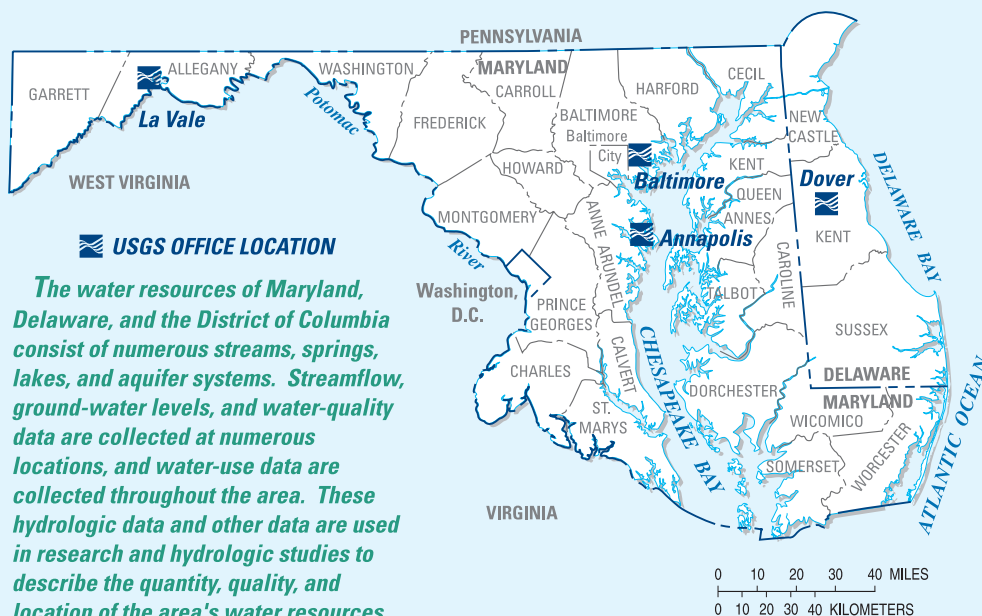 PENNSYLVANIA
GARRETT
ALLEGANY
WASHINGTON
MARYLAND
CARROLL
HARFORD
CECIL
La Vale
Potomac
FREDERICK
BALTIMORE
Baltimore
City
NEW-
CASTLE
WEST VIRGINIA
HOWARD
Baltimore
KENT
Dover
DELAWARE BAY
MONTGOMERY
QUEEN
ANNES
KENT
USGS OFFICE LOCATION
River
ANNE ARUNDEL
Annapolis
CAROLINE
Washington,
D.C.
PRINCE
GEORGES
TALBOT
SUSSEX
CHARLES
CALVERT
CHESAPEAKE BAY
DORCHESTER
DELAWARE
MARYLAND
ST.
MARYS
WICOMICO
SOMERSET
WORCESTER
ATLANTIC OCEAN
VIRGINIA
The water resources of Maryland,
Delaware, and the District of Columbia
consist of numerous streams, springs,
lakes, and aquifer systems. Streamflow,
ground-water levels, and water-quality
data are collected at numerous
locations, and water-use data are
collected throughout the area. These
hydrologic data and other data are used
in research and hydrologic studies to
describe the quantity, quality, and
location of the area's water resources
0 10 20 30 40 MILES
0 10 20 30 40 KILOMETERS